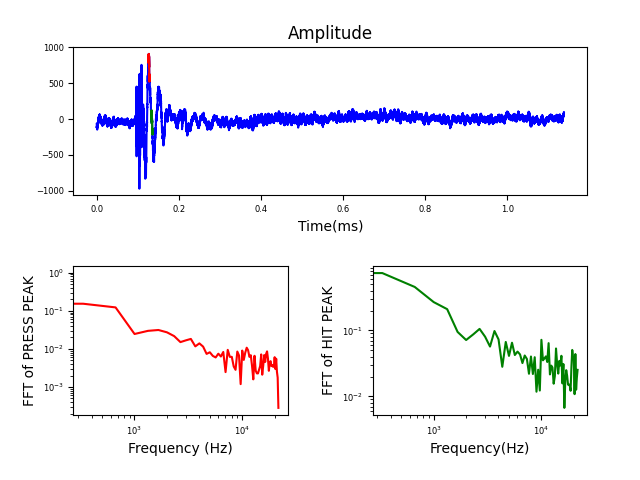 Amplitude
1000
500
0
−500
−1000
0.0 0.2 0.4 0.6 0.8 1.0
Time(ms)
FFT of PRESS PEAK
10⁰
10⁻¹
10⁻²
10⁻³
10³ 10⁴
Frequency (Hz)
FFT of HIT PEAK
10⁻¹
10⁻²
10³ 10⁴
Frequency(Hz)